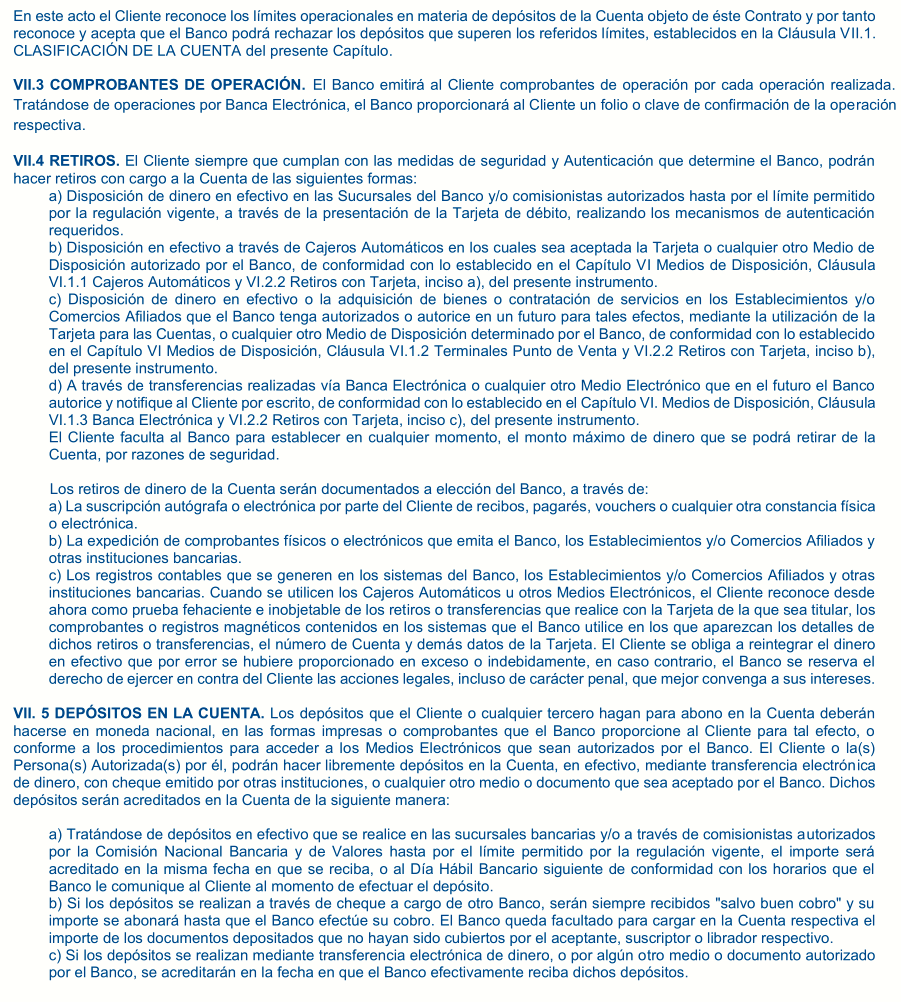 En este acto el Cliente reconoce los límites operacionales en materia de depósitos de la Cuenta objeto de éste Contrato y por tanto
reconoce y acepta que el Banco podrá rechazar los depósitos que superen los referidos límites, establecidos en la Cláusula VII.1.
CLASIFICACIÓN DE LA CUENTA del presente Capítulo.
VII.3 COMPROBANTES DE OPERACIÓN. El Banco emitirá al Cliente comprobantes de operación por cada operación realizada.
Tratándose de operaciones por Banca Electrónica, el Banco proporcionará al Cliente un folio o clave de confirmación de la operación
respectiva.
VII.4 RETIROS. El Cliente siempre que cumplan con las medidas de seguridad y Autenticación que determine el Banco, podrán
hacer retiros con cargo a la Cuenta de las siguientes formas:
a) Disposición de dinero en efectivo en las Sucursales del Banco y/o comisionistas autorizados hasta por el límite permitido
por la regulación vigente, a través de la presentación de la Tarjeta de débito, realizando los mecanismos de autenticación
requeridos.
b) Disposición en efectivo a través de Cajeros Automáticos en los cuales sea aceptada la Tarjeta o cualquier otro Medio de
Disposición autorizado por el Banco, de conformidad con lo establecido en el Capítulo VI Medios de Disposición, Cláusula
VI.1.1 Cajeros Automáticos y VI.2.2 Retiros con Tarjeta, inciso a), del presente instrumento.
c) Disposición de dinero en efectivo o la adquisición de bienes o contratación de servicios en los Establecimientos y/o
Comercios Afiliados que el Banco tenga autorizados o autorice en un futuro para tales efectos, mediante la utilización de la
Tarjeta para las Cuentas, o cualquier otro Medio de Disposición determinado por el Banco, de conformidad con lo establecido
en el Capítulo VI Medios de Disposición, Cláusula VI.1.2 Terminales Punto de Venta y VI.2.2 Retiros con Tarjeta, inciso b),
del presente instrumento.
d) A través de transferencias realizadas vía Banca Electrónica o cualquier otro Medio Electrónico que en el futuro el Banco
autorice y notifique al Cliente por escrito, de conformidad con lo establecido en el Capítulo VI. Medios de Disposición, Cláusula
VI.1.3 Banca Electrónica y VI.2.2 Retiros con Tarjeta, inciso c), del presente instrumento.
El Cliente faculta al Banco para establecer en cualquier momento, el monto máximo de dinero que se podrá retirar de la
Cuenta, por razones de seguridad.
Los retiros de dinero de la Cuenta serán documentados a elección del Banco, a través de:
a) La suscripción autógrafa o electrónica por parte del Cliente de recibos, pagarés, vouchers o cualquier otra constancia física
o electrónica.
b) La expedición de comprobantes físicos o electrónicos que emita el Banco, los Establecimientos y/o Comercios Afiliados y
otras instituciones bancarias.
c) Los registros contables que se generen en los sistemas del Banco, los Establecimientos y/o Comercios Afiliados y otras
instituciones bancarias. Cuando se utilicen los Cajeros Automáticos u otros Medios Electrónicos, el Cliente reconoce desde
ahora como prueba fehaciente e inobjetable de los retiros o transferencias que realice con la Tarjeta de la que sea titular, los
comprobantes o registros magnéticos contenidos en los sistemas que el Banco utilice en los que aparezcan los detalles de
dichos retiros o transferencias, el número de Cuenta y demás datos de la Tarjeta. El Cliente se obliga a reintegrar el dinero
en efectivo que por error se hubiere proporcionado en exceso o indebidamente, en caso contrario, el Banco se reserva el
derecho de ejercer en contra del Cliente las acciones legales, incluso de carácter penal, que mejor convenga a sus intereses.
VII. 5 DEPÓSITOS EN LA CUENTA. Los depósitos que el Cliente o cualquier tercero hagan para abono en la Cuenta deberán
hacerse en moneda nacional, en las formas impresas o comprobantes que el Banco proporcione al Cliente para tal efecto, o
conforme a los procedimientos para acceder a los Medios Electrónicos que sean autorizados por el Banco. El Cliente o la(s)
Persona(s) Autorizada(s) por él, podrán hacer libremente depósitos en la Cuenta, en efectivo, mediante transferencia electrónica
de dinero, con cheque emitido por otras instituciones, o cualquier otro medio o documento que sea aceptado por el Banco. Dichos
depósitos serán acreditados en la Cuenta de la siguiente manera:
a) Tratándose de depósitos en efectivo que se realice en las sucursales bancarias y/o a través de comisionistas autorizados
por la Comisión Nacional Bancaria y de Valores hasta por el límite permitido por la regulación vigente, el importe será
acreditado en la misma fecha en que se reciba, o al Día Hábil Bancario siguiente de conformidad con los horarios que el
Banco le comunique al Cliente al momento de efectuar el depósito.
b) Si los depósitos se realizan a través de cheque a cargo de otro Banco, serán siempre recibidos "salvo buen cobro" y su
importe se abonará hasta que el Banco efectúe su cobro. El Banco queda facultado para cargar en la Cuenta respectiva el
importe de los documentos depositados que no hayan sido cubiertos por el aceptante, suscriptor o librador respectivo.
c) Si los depósitos se realizan mediante transferencia electrónica de dinero, o por algún otro medio o documento autorizado
por el Banco, se acreditarán en la fecha en que el Banco efectivamente reciba dichos depósitos.